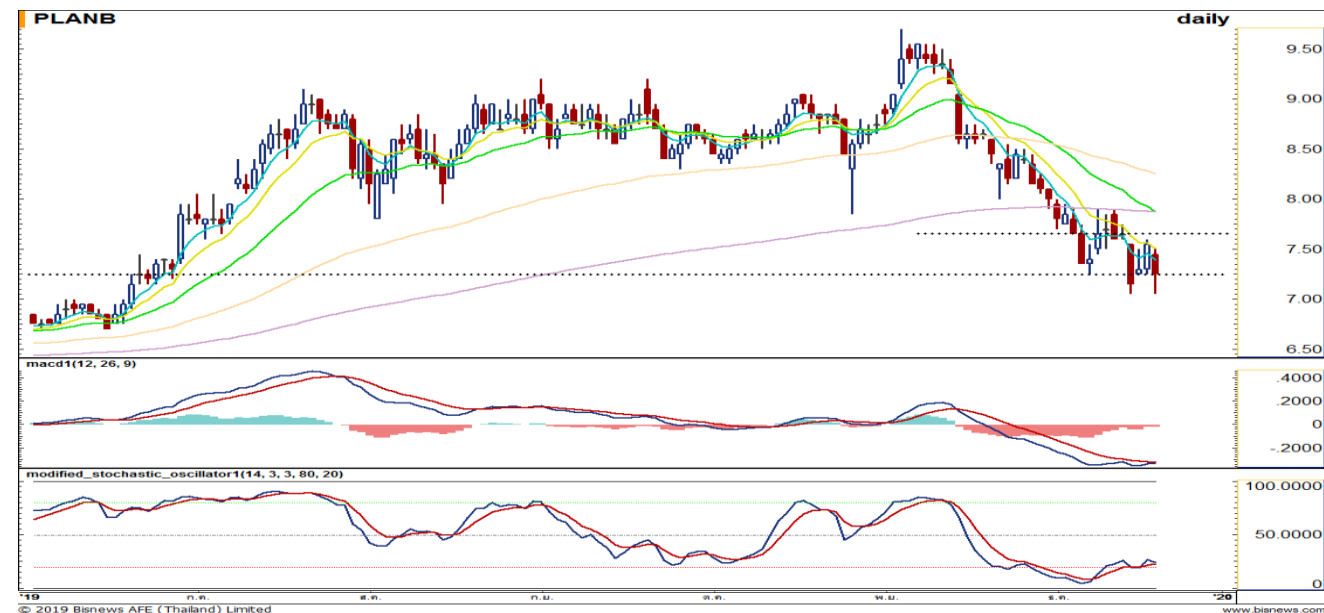 PLANB daily
9.50
9.00
8.50
8.00
7.50
7.00
6.50
macd1(12, 26, 9)
.4000
.2000
0
-.2000
modified_stochastic_oscillator1(14, 3, 3, 80, 20)
100.0000
50.0000
0
'19 ก.ค. ส.ค. ก.ย. ต.ค. พ.ย. ธ.ค. '20
© 2019 Bisnews AFE (Thailand) Limited www.bisnews.com